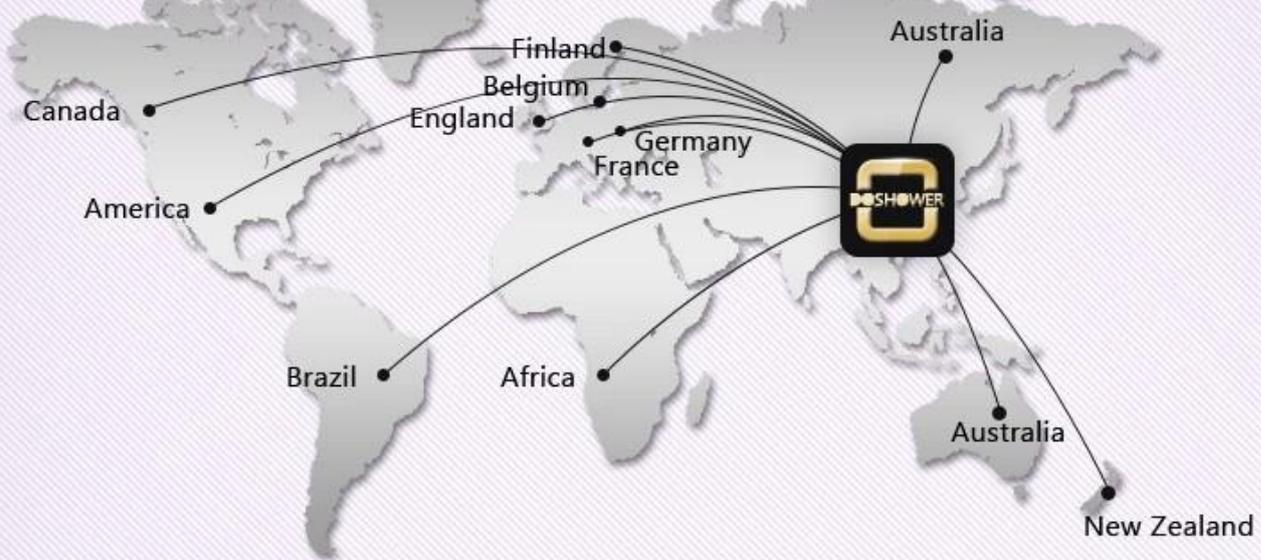 Australia
Finland
Belgium
Canada
England
Germany
France
DOSHOWER
America
Brazil
Africa
Australia
New Zealand